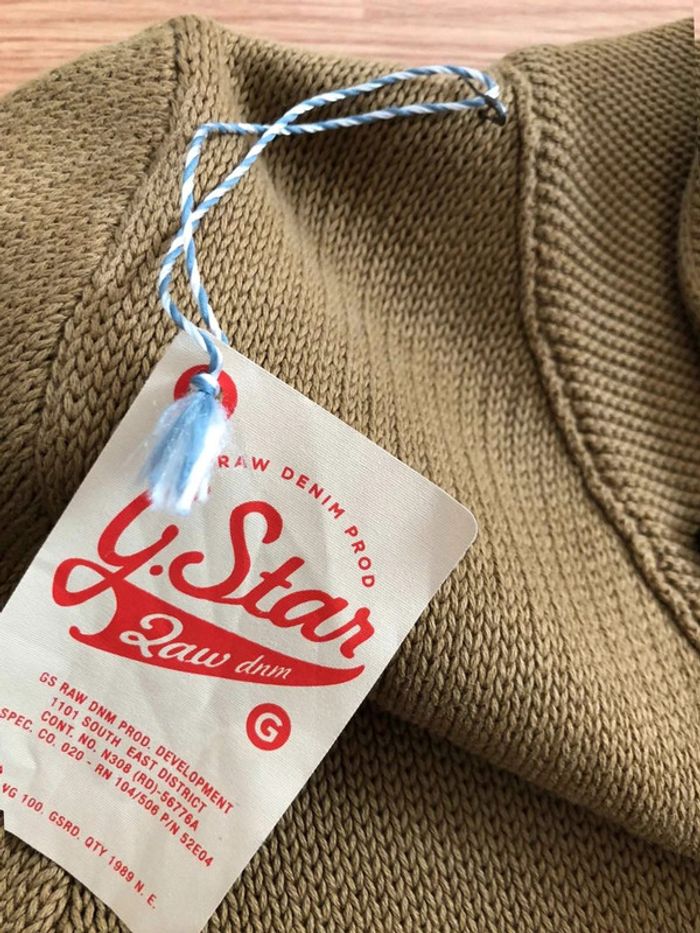 RAW DENIM PROD
G.Star
Raw dnm
G
GS RAW DNM PROD. DEVELOPMENT
1101 SOUTH EAST DISTRICT
CONT. NO. N308 (RD)-56776A
SPEC. CO. 020 - RN 104/506 P/N 52E04
100. GSRD. QTY 1989 N. E.